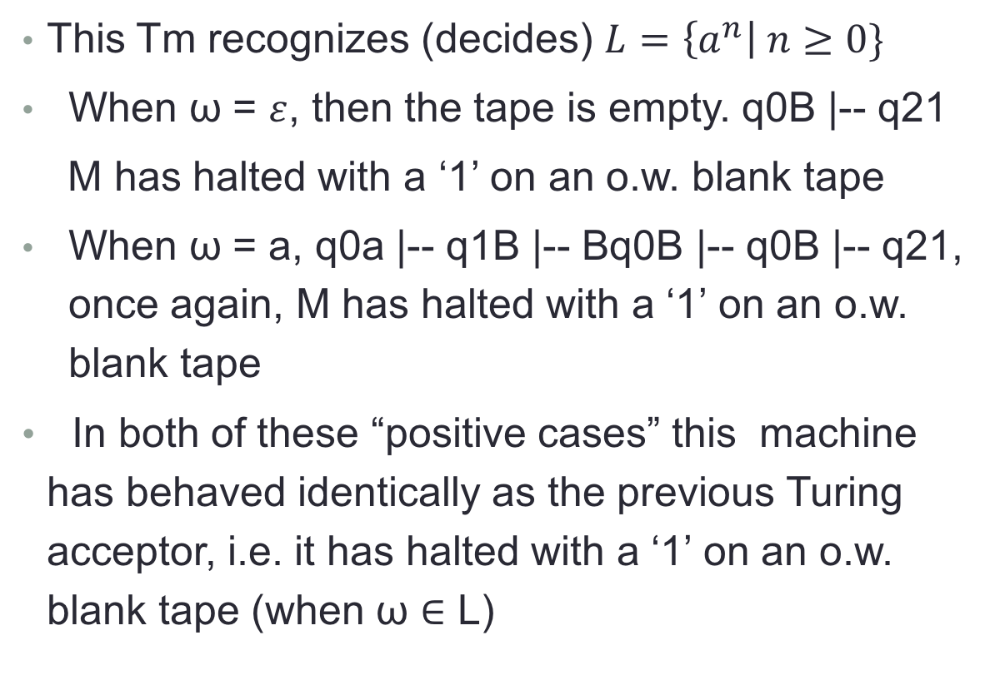 • This Tm recognizes (decides) 𝐿 = {𝑎ⁿ| 𝑛 ≥ 0}
• When ω = 𝜀, then the tape is empty. q0B |-- q21
M has halted with a ‘1’ on an o.w. blank tape
• When ω = a, q0a |-- q1B |-- Bq0B |-- q0B |-- q21,
once again, M has halted with a ‘1’ on an o.w.
blank tape
• In both of these “positive cases” this machine
has behaved identically as the previous Turing
acceptor, i.e. it has halted with a ‘1’ on an o.w.
blank tape (when ω ∈ L)